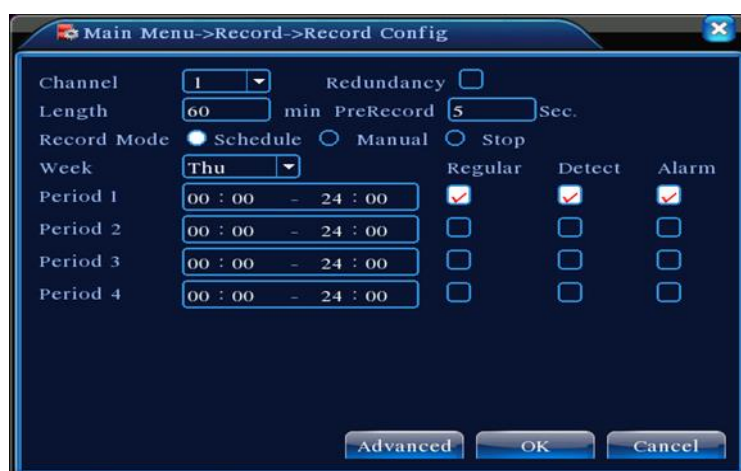 Main Menu->Record->Record Config
Channel 1 Redundancy
Length 60 min PreRecord 5 Sec.
Record Mode Schedule Manual Stop
Week Thu Regular Detect Alarm
Period 1 00 : 00 - 24 : 00
Period 2 00 : 00 - 24 : 00
Period 3 00 : 00 - 24 : 00
Period 4 00 : 00 - 24 : 00
Advanced OK Cancel